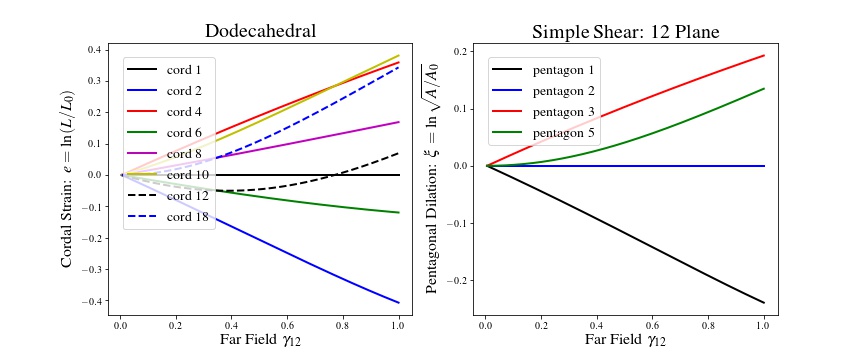 Dodecahedral
Cordal Strain: e = ln(L/L₀)
0.4
0.3
0.2
0.1
0.0
−0.1
−0.2
−0.3
−0.4
cord 1
cord 2
cord 4
cord 6
cord 8
cord 10
cord 12
cord 18
0.0 0.2 0.4 0.6 0.8 1.0
Far Field γ₁₂
Simple Shear: 12 Plane
Pentagonal Dilation: ξ = ln √A/A₀
0.2
0.1
0.0
−0.1
−0.2
pentagon 1
pentagon 2
pentagon 3
pentagon 5
0.0 0.2 0.4 0.6 0.8 1.0
Far Field γ₁₂